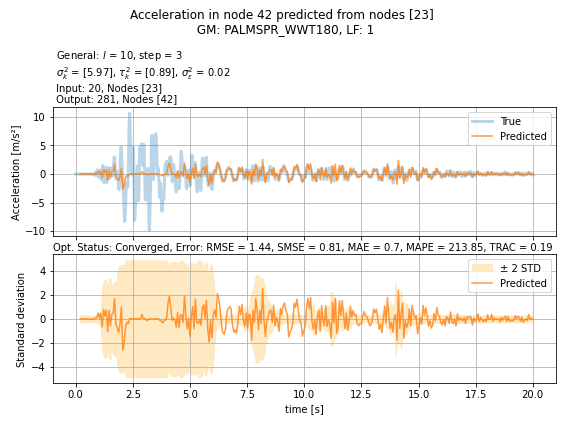 Acceleration in node 42 predicted from nodes [23]
GM: PALMSPR_WWT180, LF: 1
General: l = 10, step = 3
σ_k^2 = [5.97], τ_k^2 = [0.89], σ_ε^2 = 0.02
Input: 20, Nodes [23]
Output: 281, Nodes [42]
Acceleration [m/s²]
10
5
0
−5
−10
True
Predicted
Opt. Status: Converged, Error: RMSE = 1.44, SMSE = 0.81, MAE = 0.7, MAPE = 213.85, TRAC = 0.19
Standard deviation
4
2
0
−2
−4
± 2 STD
Predicted
0.0 2.5 5.0 7.5 10.0 12.5 15.0 17.5 20.0
time [s]